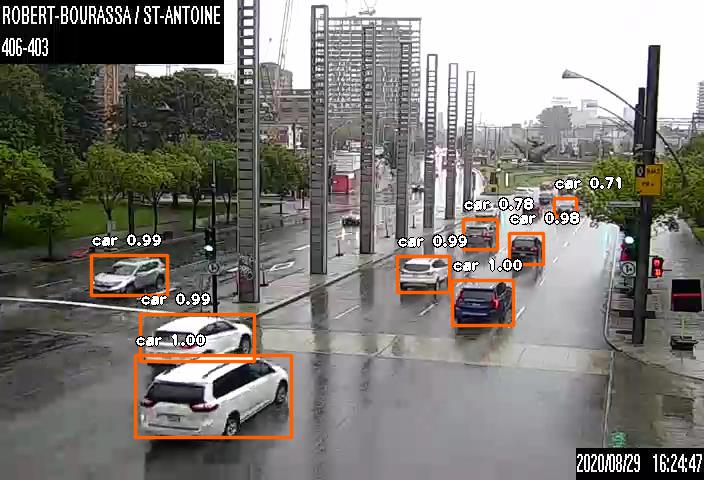 ROBERT-BOURASSA / ST-ANTOINE
406-403
car 0.71
car 0.78
car 0.98
car 0.99
car 0.99
car 1.00
car 0.99
car 1.00
2020/08/29 16:24:47